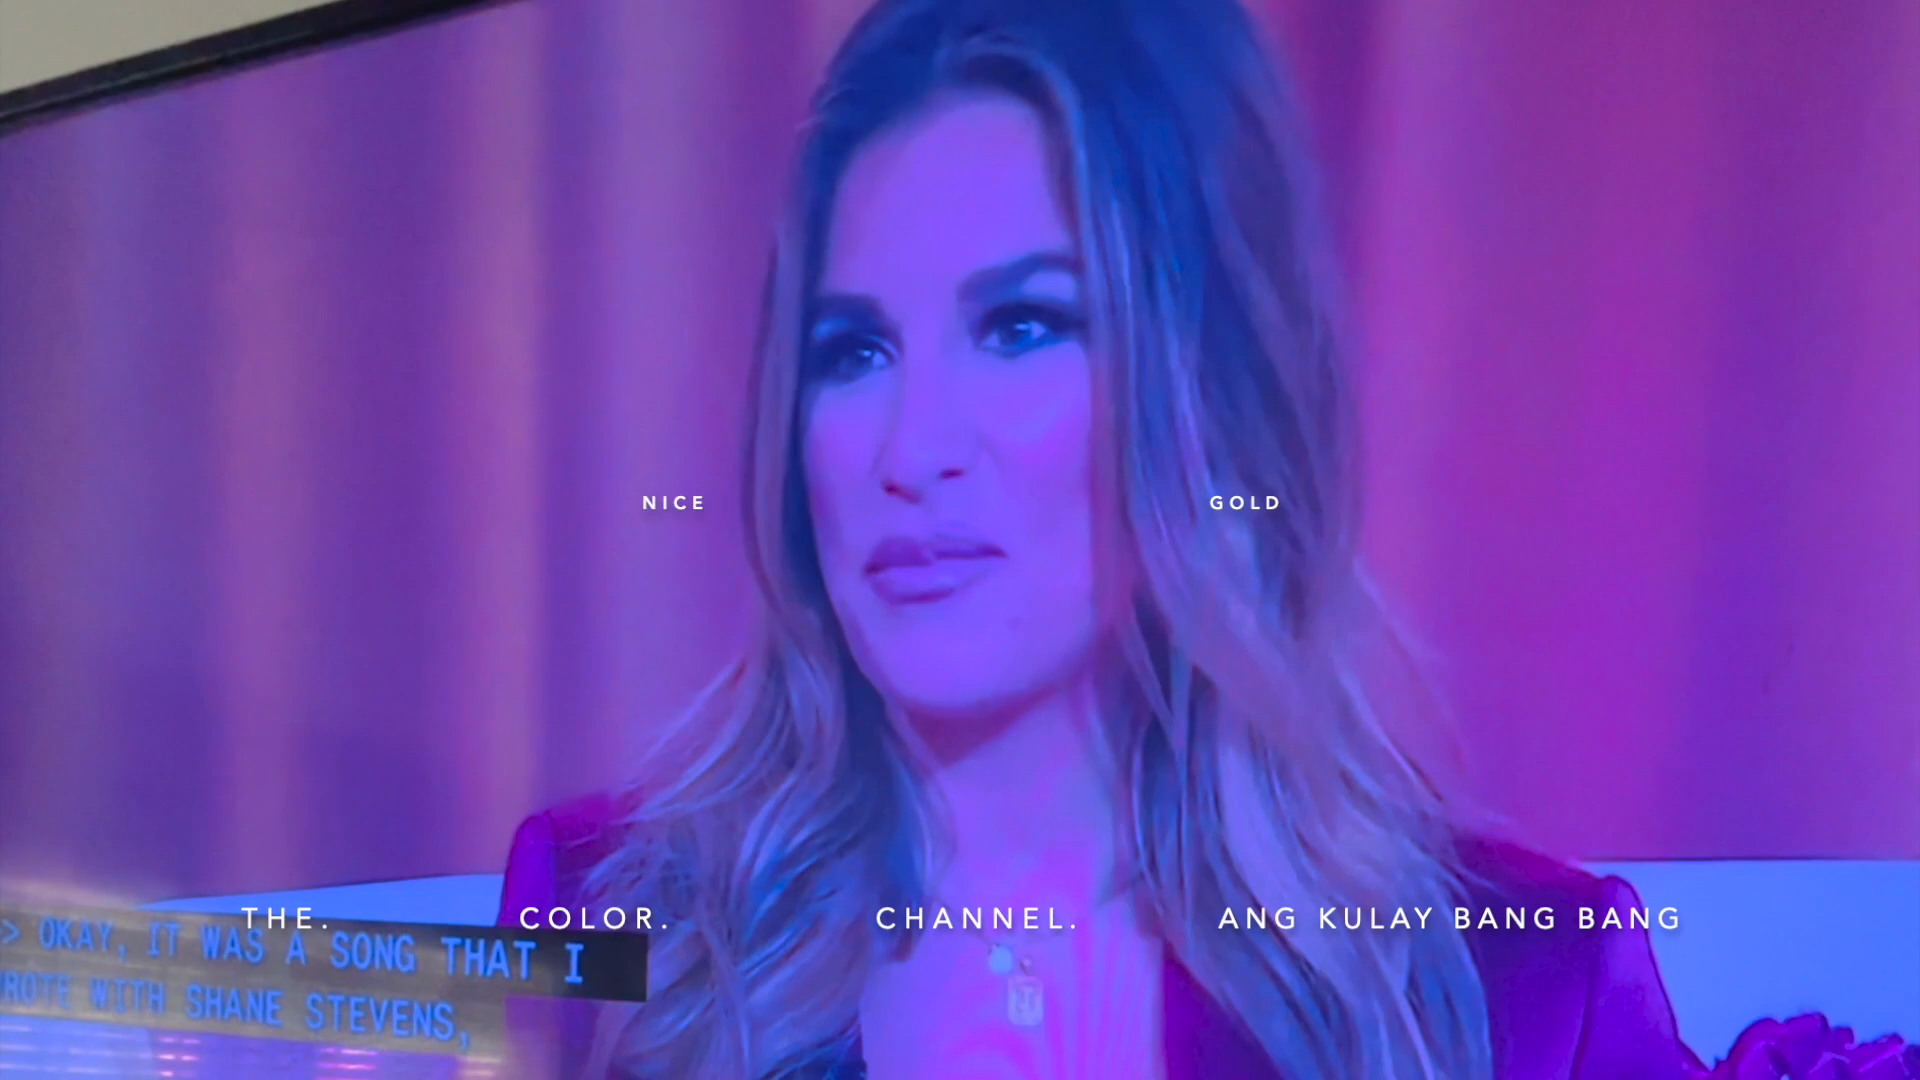 NICE GOLD
THE. COLOR. CHANNEL. ANG KULAY BANG BANG
> OKAY, IT WAS A SONG THAT I
WROTE WITH SHANE STEVENS,